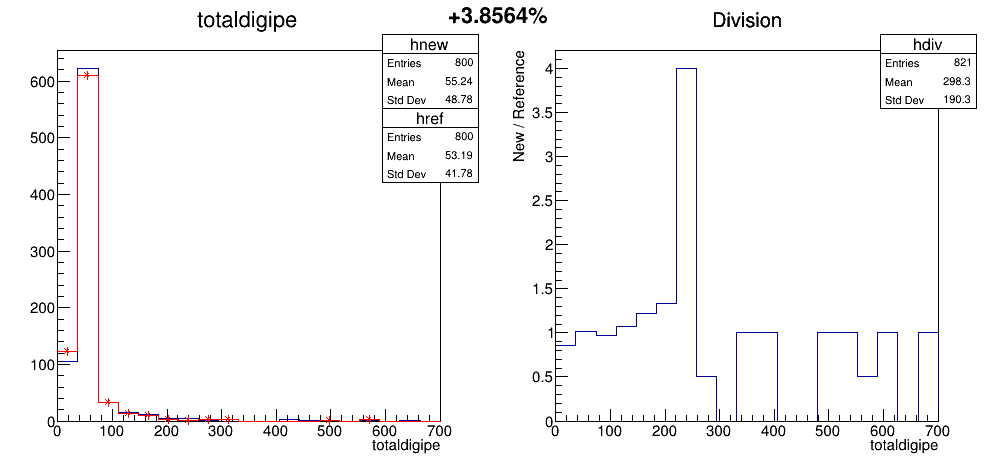 +3.8564%
totaldigipe
hnew
Entries 800
Mean 55.24
Std Dev 48.78
href
Entries 800
Mean 53.19
Std Dev 41.78
600
500
400
300
200
100
0
0 100 200 300 400 500 600 700
totaldigipe
Division
hdiv
Entries 821
Mean 298.3
Std Dev 190.3
New / Reference
4
3.5
3
2.5
2
1.5
1
0.5
0
0 100 200 300 400 500 600 700
totaldigipe